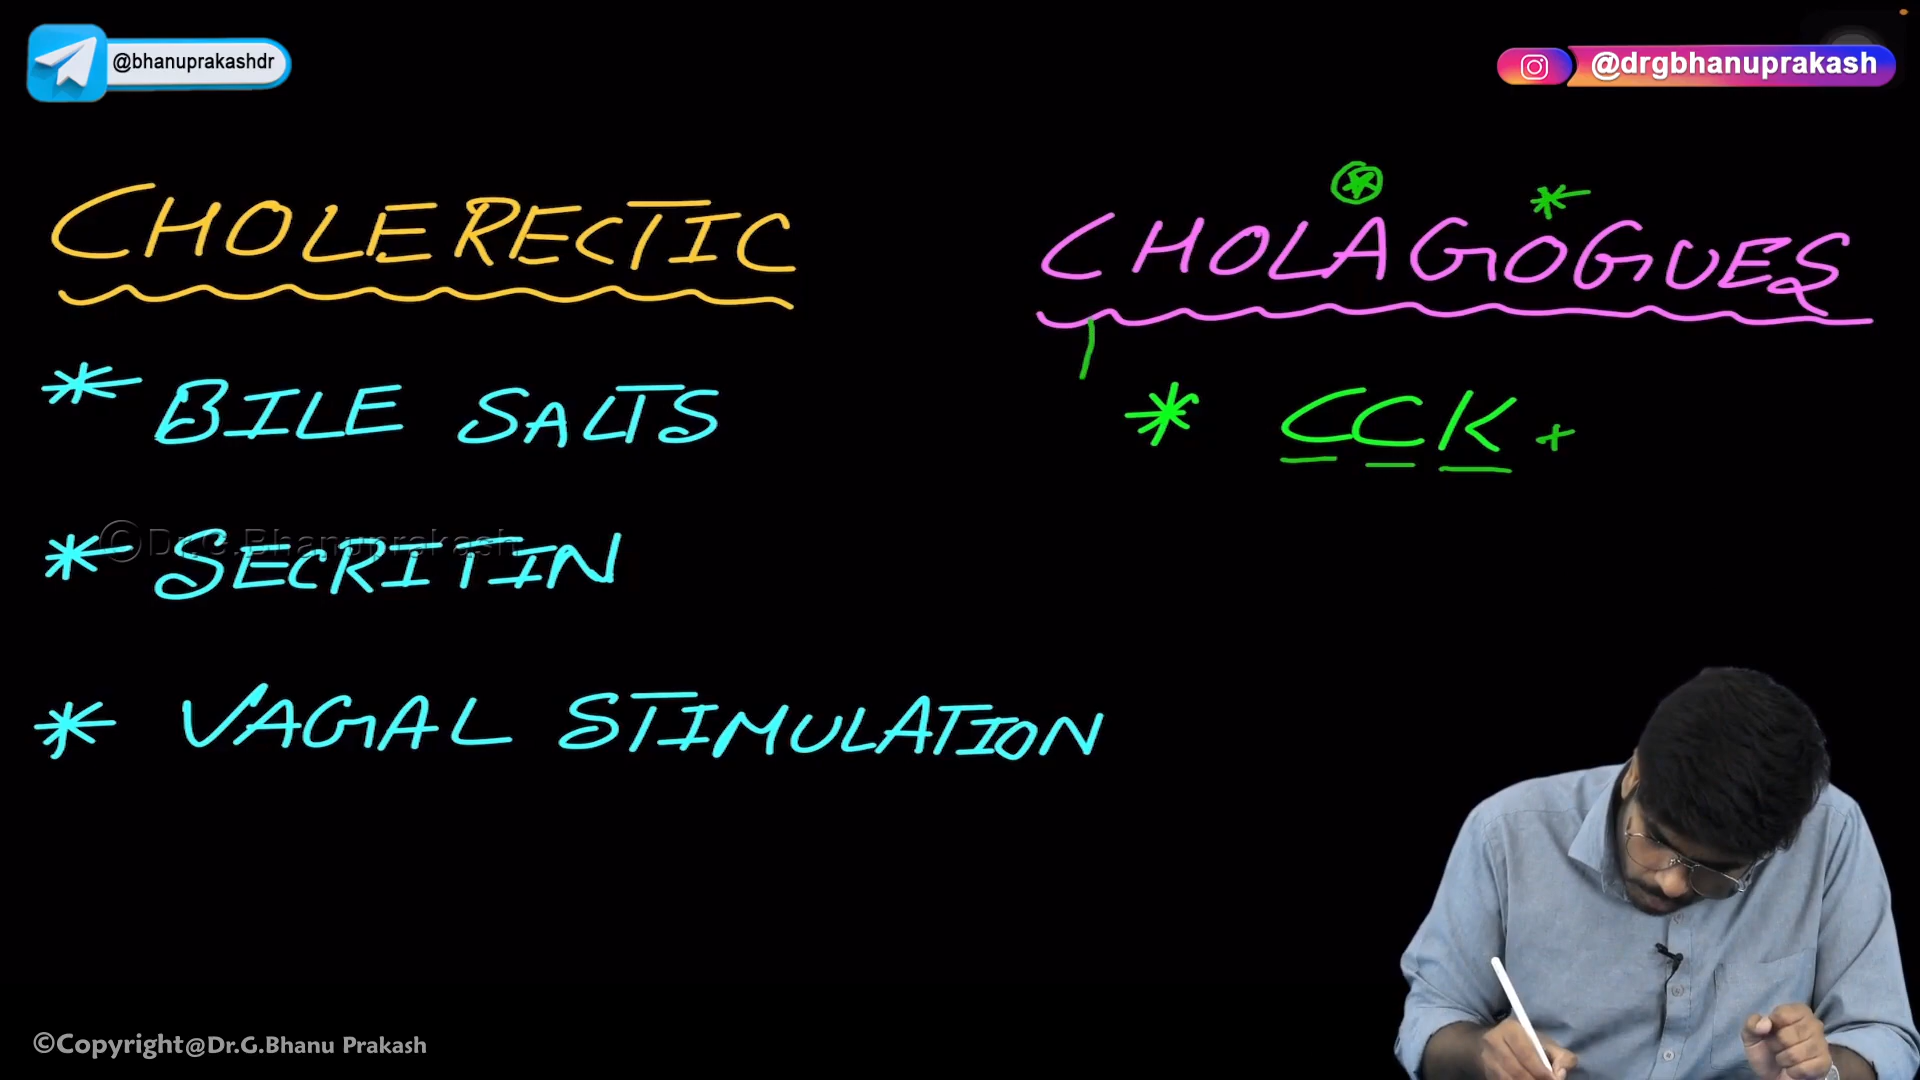 @bhanuprakashdr
@drgbhanuprakash
CHOLERECTIC
* BILE SALTS
* SECRITIN
* VAGAL STIMULATION
CHOLAGOGUES
* CCK +
©Dr.G.Bhanuprakash
©Copyright@Dr.G.Bhanu Prakash